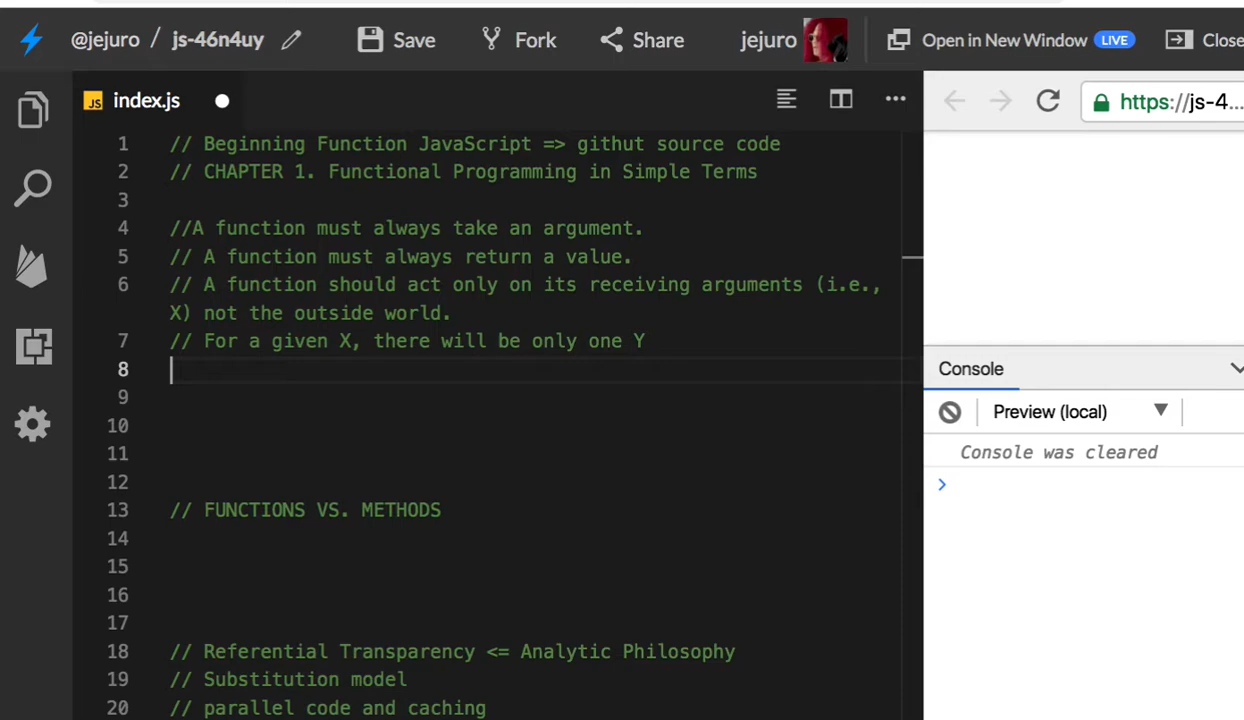 @jejuro / js-46n4uy Save Fork Share jejuro Open in New Window LIVE Close
JS index.js
https://js-4...
1 // Beginning Function JavaScript => githut source code
2 // CHAPTER 1. Functional Programming in Simple Terms
3
4 //A function must always take an argument.
5 // A function must always return a value.
6 // A function should act only on its receiving arguments (i.e.,
X) not the outside world.
7 // For a given X, there will be only one Y
8
9
10
11
12
13 // FUNCTIONS VS. METHODS
14
15
16
17
18 // Referential Transparency <= Analytic Philosophy
19 // Substitution model
20 // parallel code and caching
Console
Preview (local)
Console was cleared